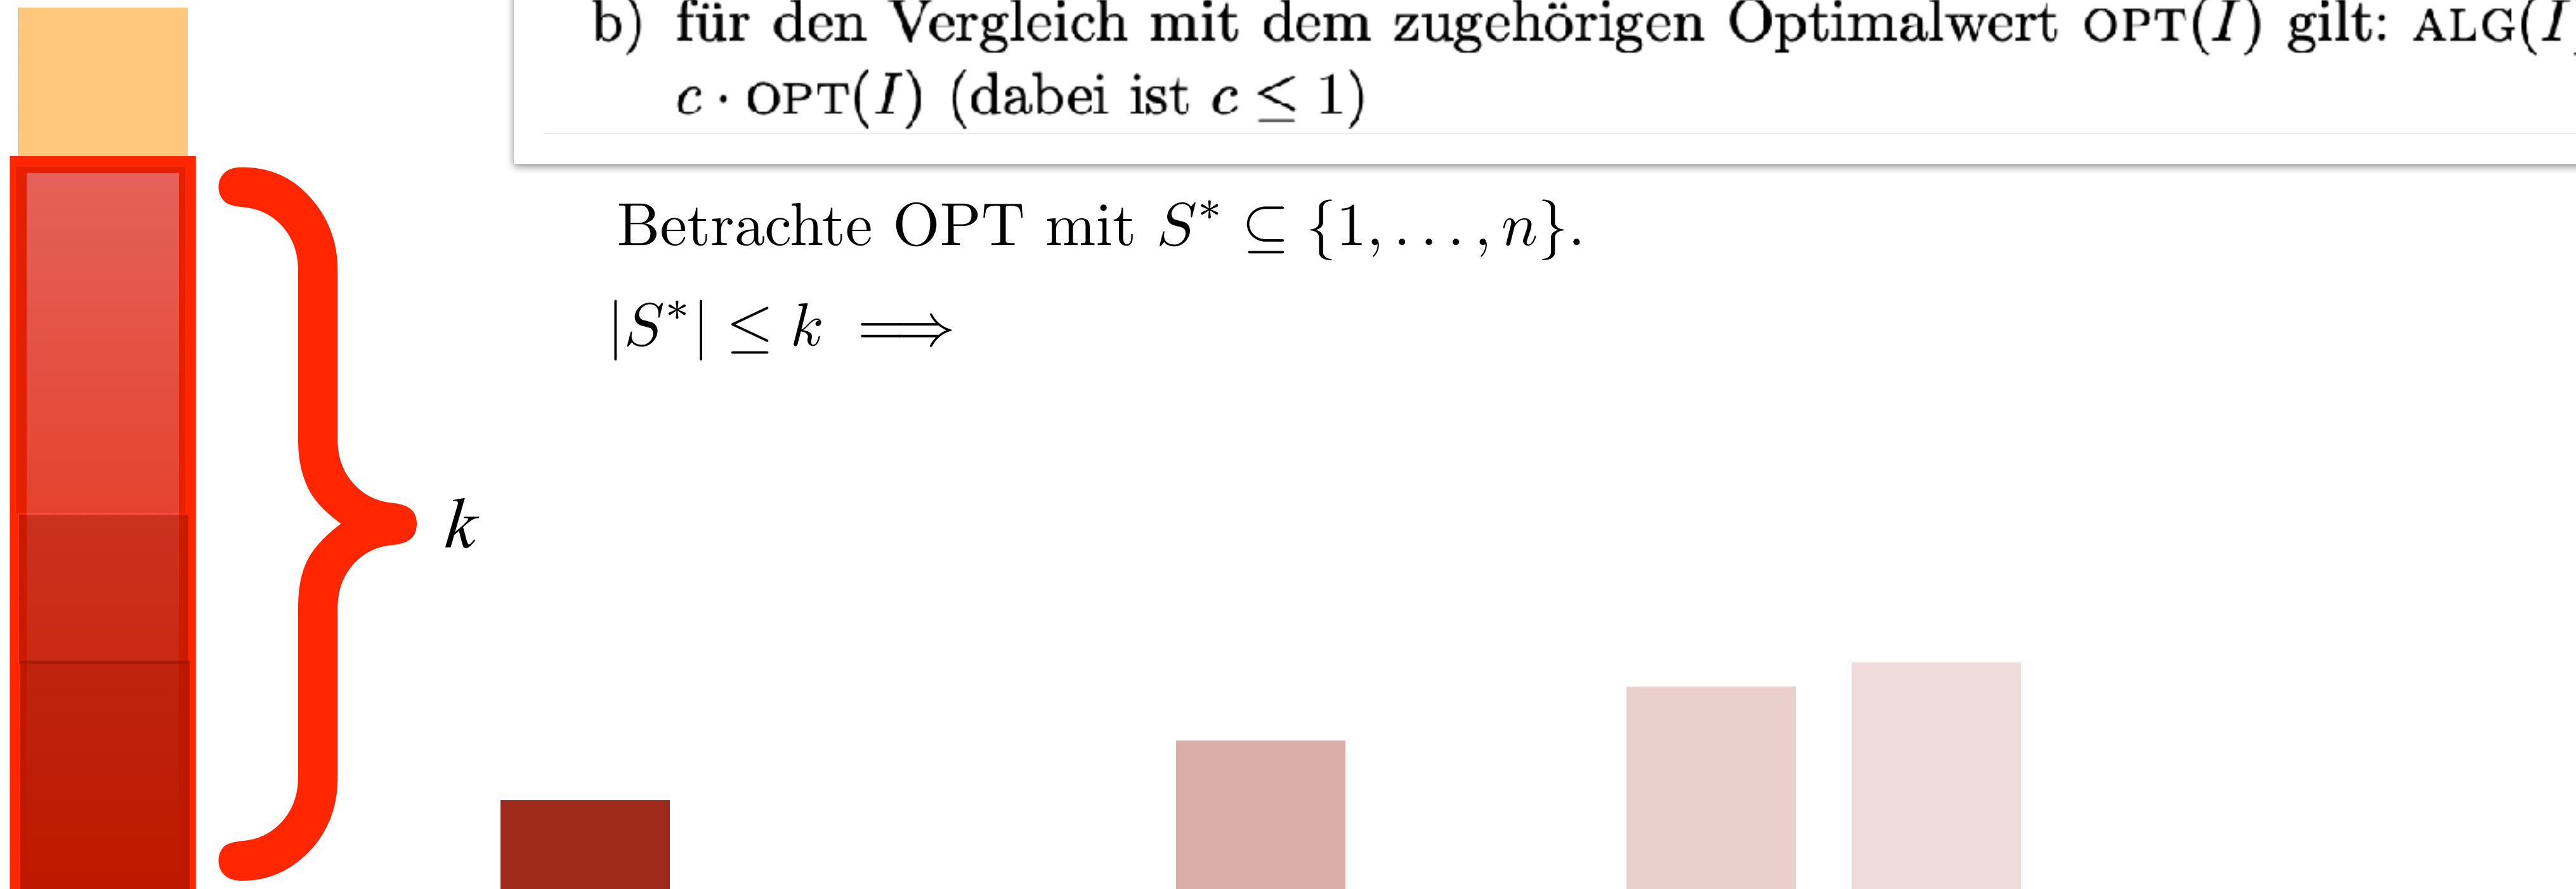 b) für den Vergleich mit dem zugehörigen Optimalwert OPT(I) gilt: ALG(I
c · OPT(I) (dabei ist c ≤ 1)
Betrachte OPT mit S* ⊆ {1, . . . , n}.
|S*| ≤ k ⟹
k